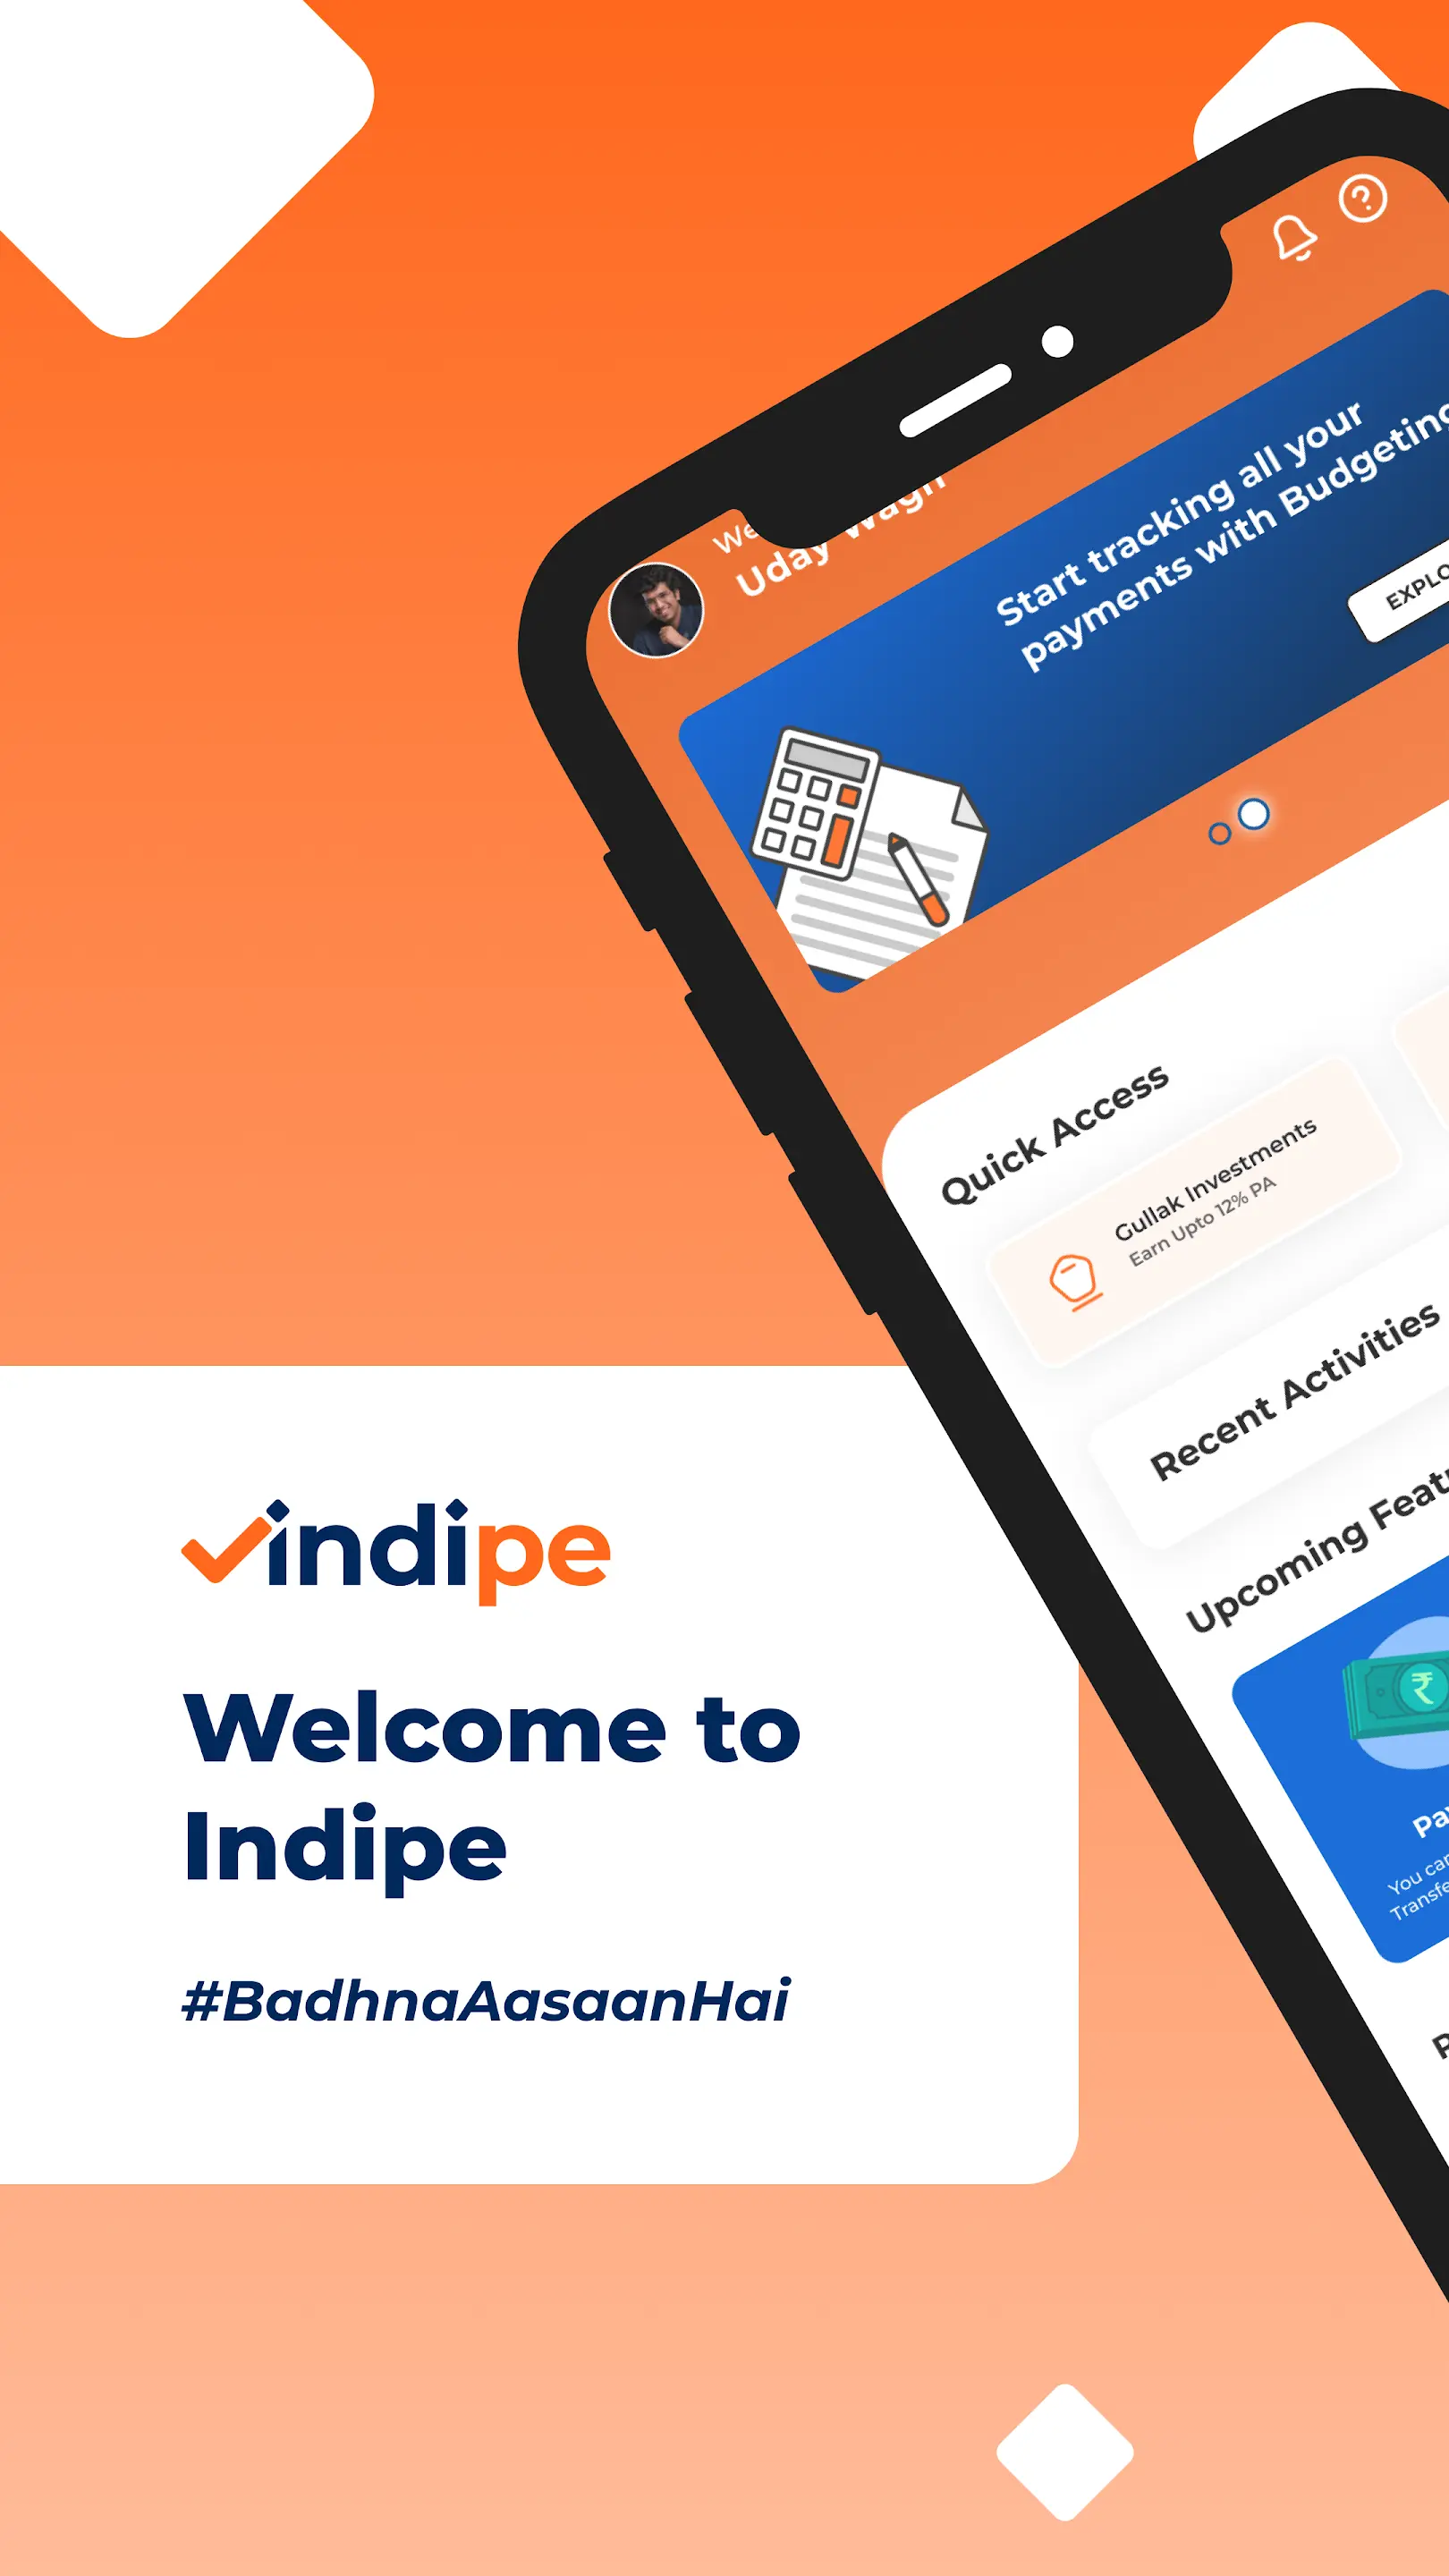 Uday Wagh
Start tracking all your
payments with Budgeting
Quick Access
Gullak Investments
Earn Upto 12% PA
Recent Activities
Upcoming
₹
You
indipe
Welcome to
Indipe
#BadhnaAasaanHai